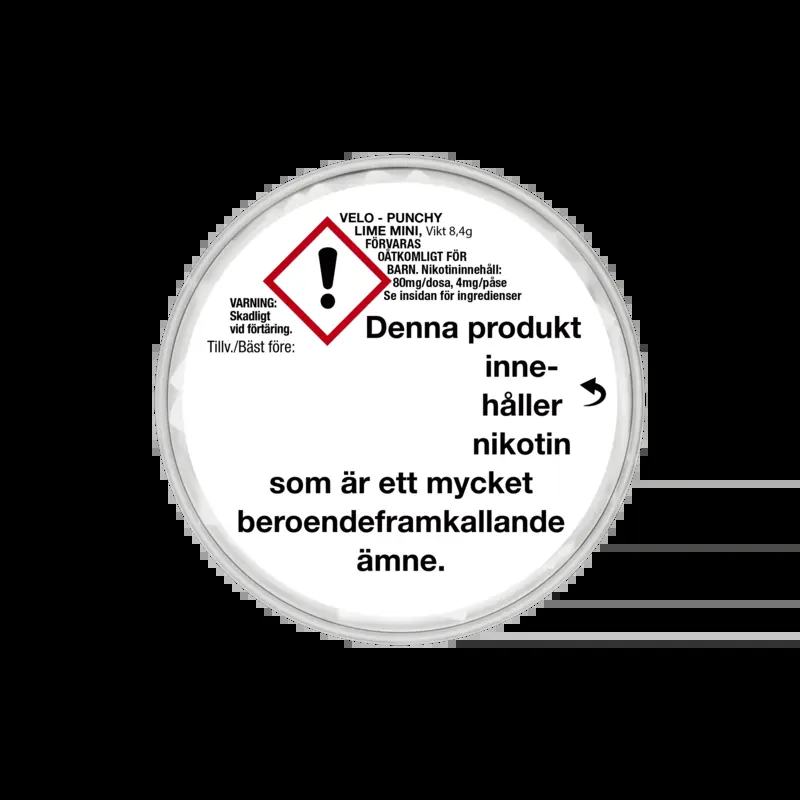 VELO - PUNCHY
LIME MINI, Vikt 8,4g
FÖRVARAS
OÅTKOMLIGT FÖR
BARN. Nikotininnehåll:
80mg/dosa, 4mg/påse
Se insidan för ingredienser
VARNING:
Skadligt
vid förtäring.
Tillv./Bäst före:
Denna produkt
inne-
håller
nikotin
som är ett mycket
beroendeframkallande
ämne.